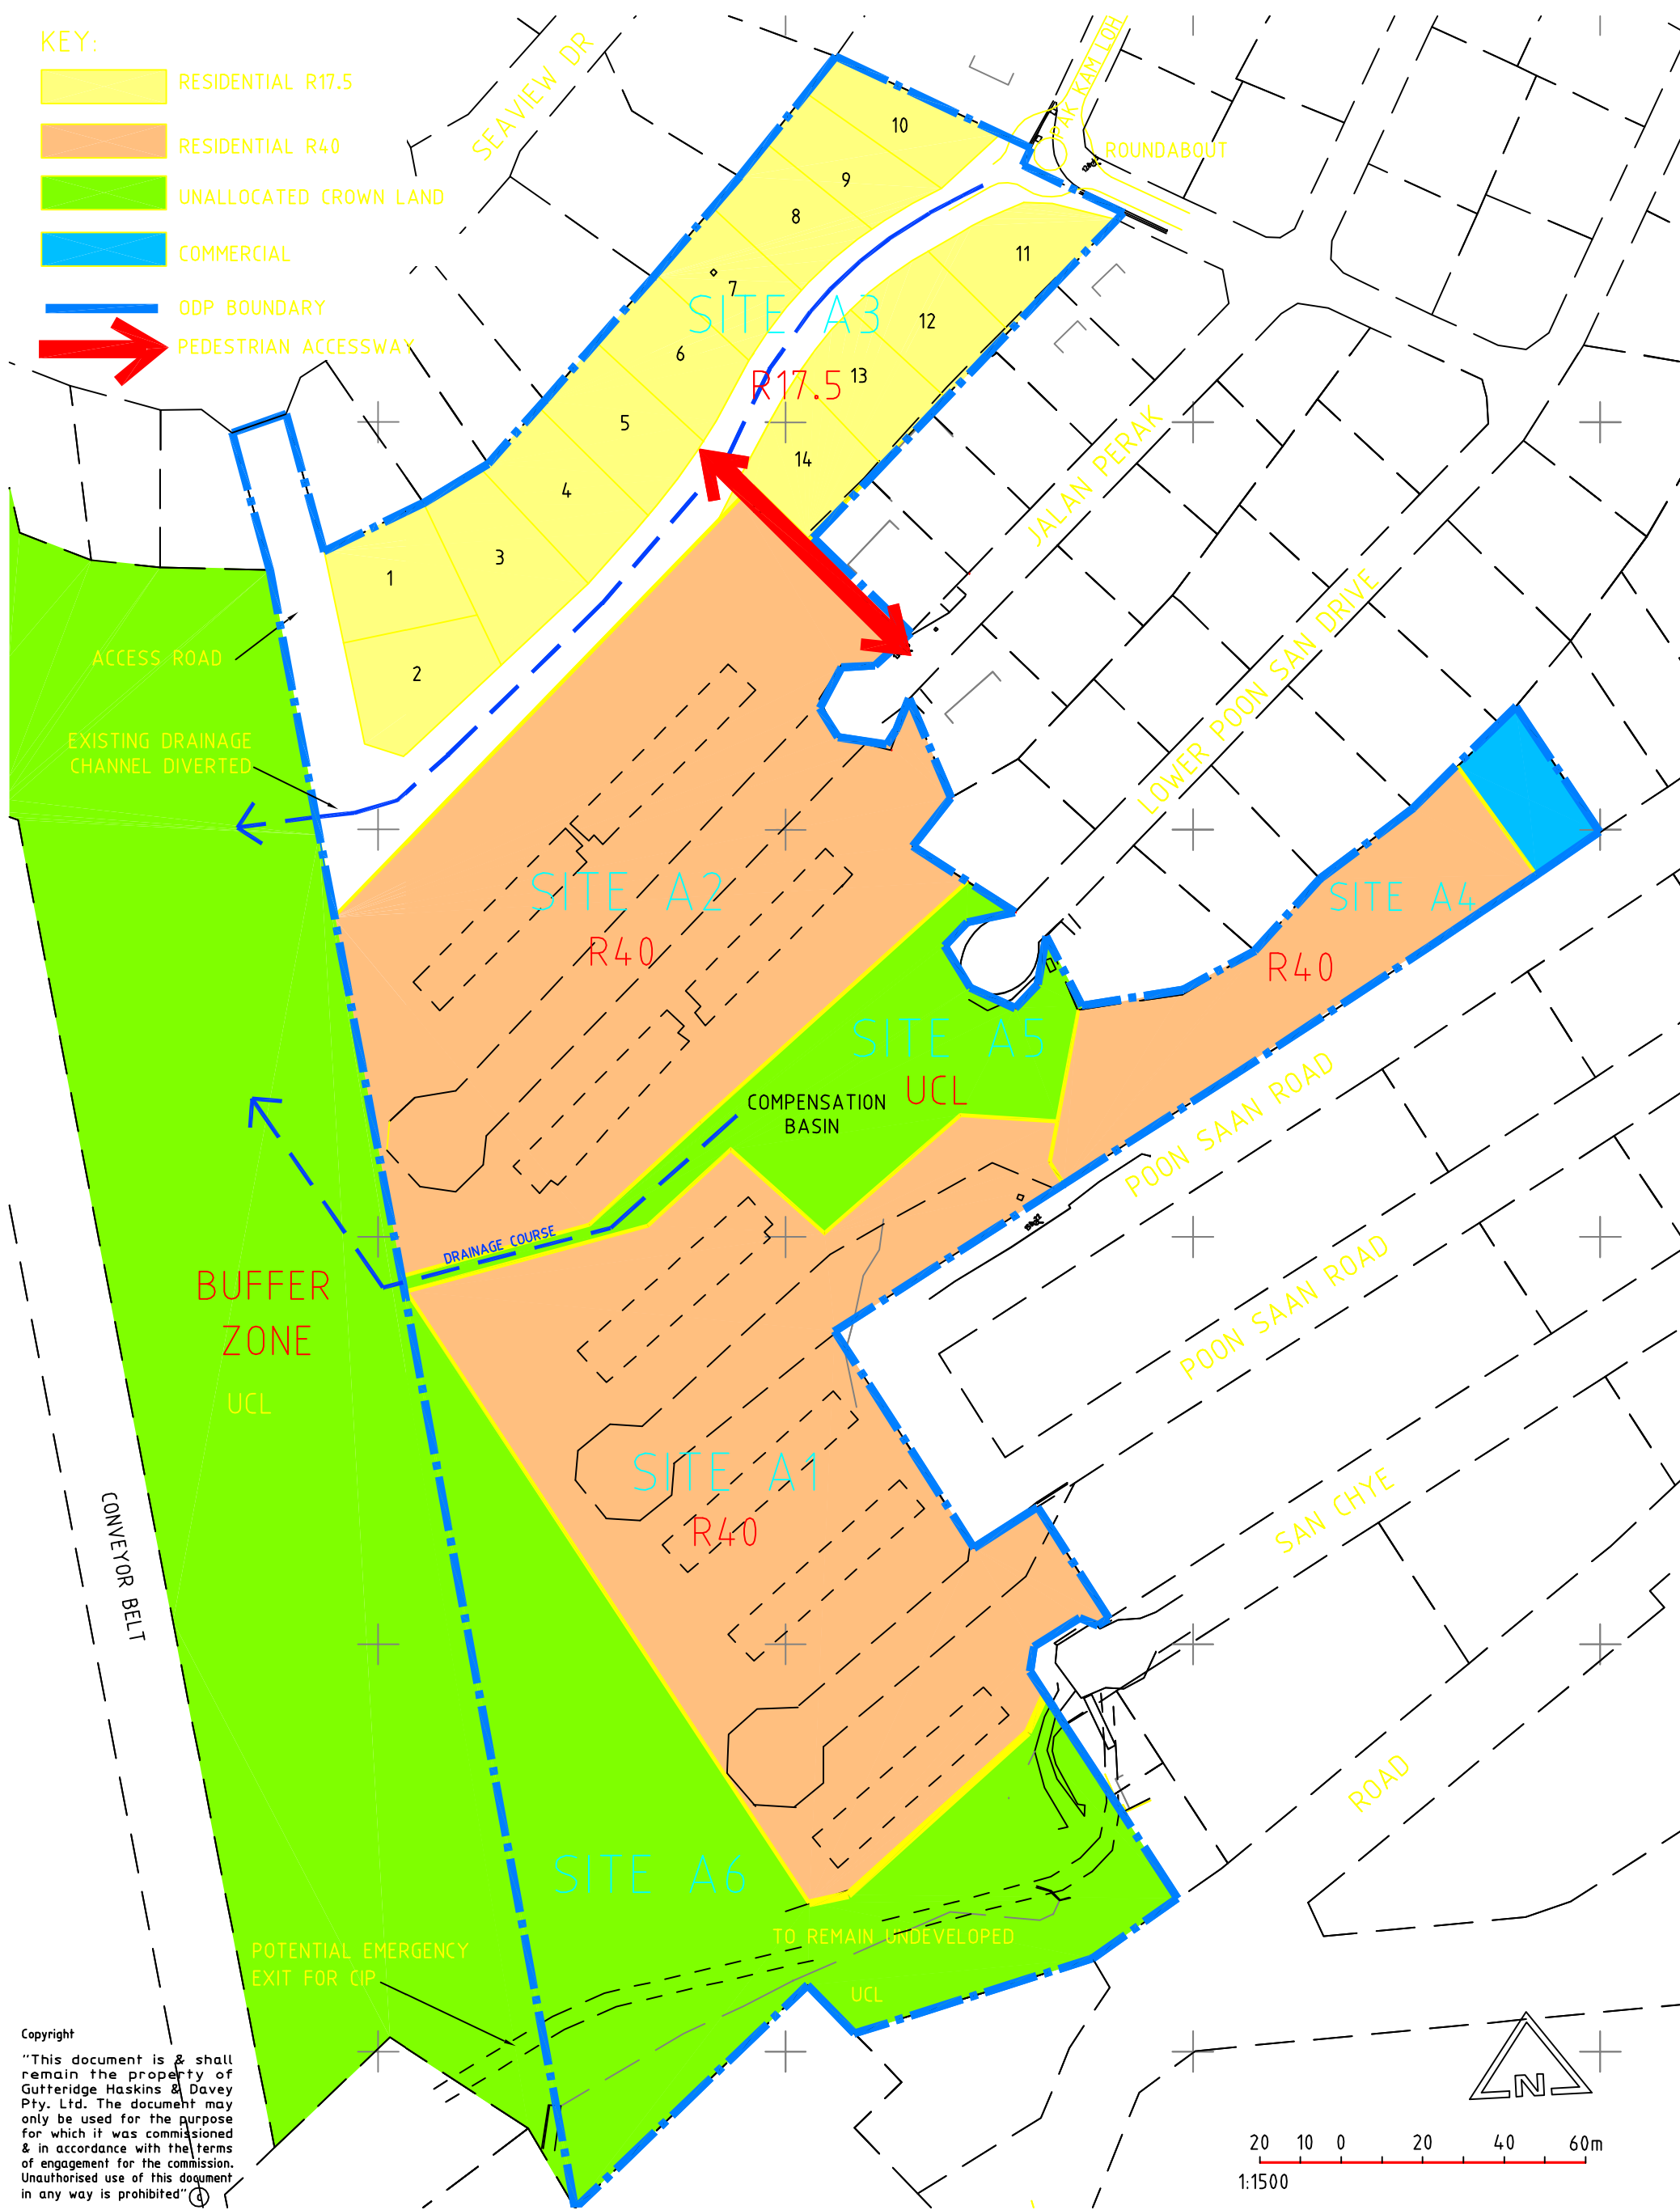 KEY:
RESIDENTIAL R17.5
RESIDENTIAL R40
UNALLOCATED CROWN LAND
COMMERCIAL
ODP BOUNDARY
PEDESTRIAN ACCESSWAY
SEAVIEW DR
PAK KAM LOH
ROUNDABOUT
10
9
8
7
11
SITE A3
12
6
R17.5
13
5
14
4
3
1
2
JALAN PERAK
LOWER POON SAN DRIVE
ACCESS ROAD
EXISTING DRAINAGE
CHANNEL DIVERTED
SITE A2
R40
SITE A4
R40
SITE A5
UCL
COMPENSATION
BASIN
POON SAAN ROAD
DRAINAGE COURSE
POON SAAN ROAD
BUFFER
ZONE
UCL
SITE A1
R40
SAN CHYE
ROAD
CONVEYOR BELT
SITE A6
TO REMAIN UNDEVELOPED
UCL
POTENTIAL EMERGENCY
EXIT FOR CIP
Copyright
"This document is & shall
remain the property of
Gutteridge Haskins & Davey
Pty. Ltd. The document may
only be used for the purpose
for which it was commissioned
& in accordance with the terms
of engagement for the commission.
Unauthorised use of this document
in any way is prohibited" ©
N
20 10 0 20 40 60m
1:1500